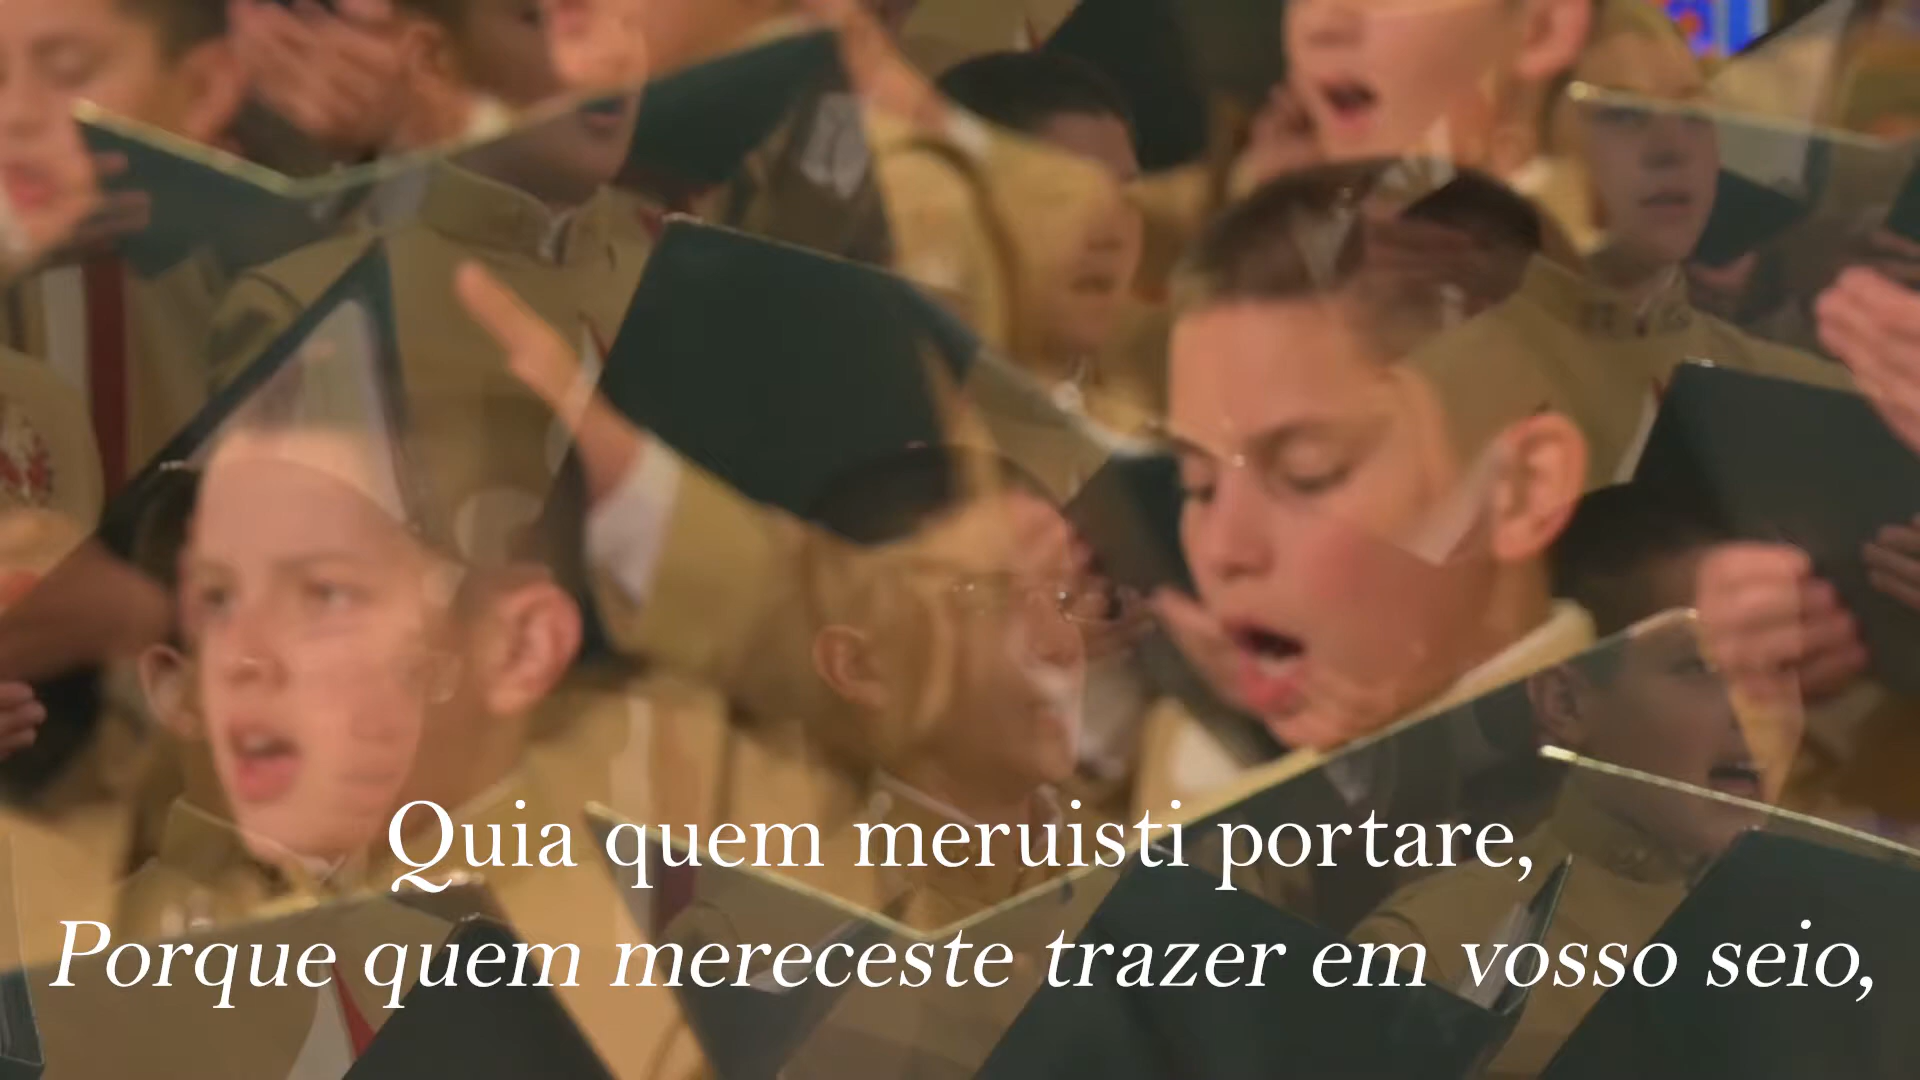 Quia quem meruisti portare,
Porque quem mereceste trazer em vosso seio,